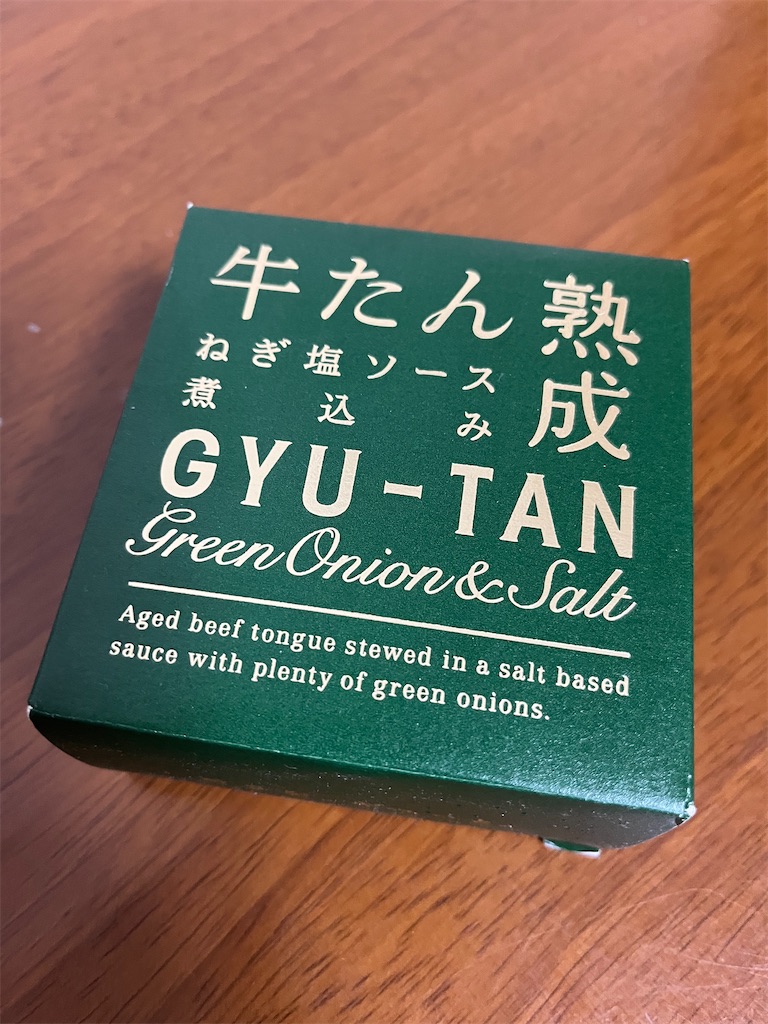 熟成
牛たん
ねぎ塩ソース
煮込み
GYU-TAN
Green Onion & Salt
Aged beef tongue stewed in a salt based
sauce with plenty of green onions.